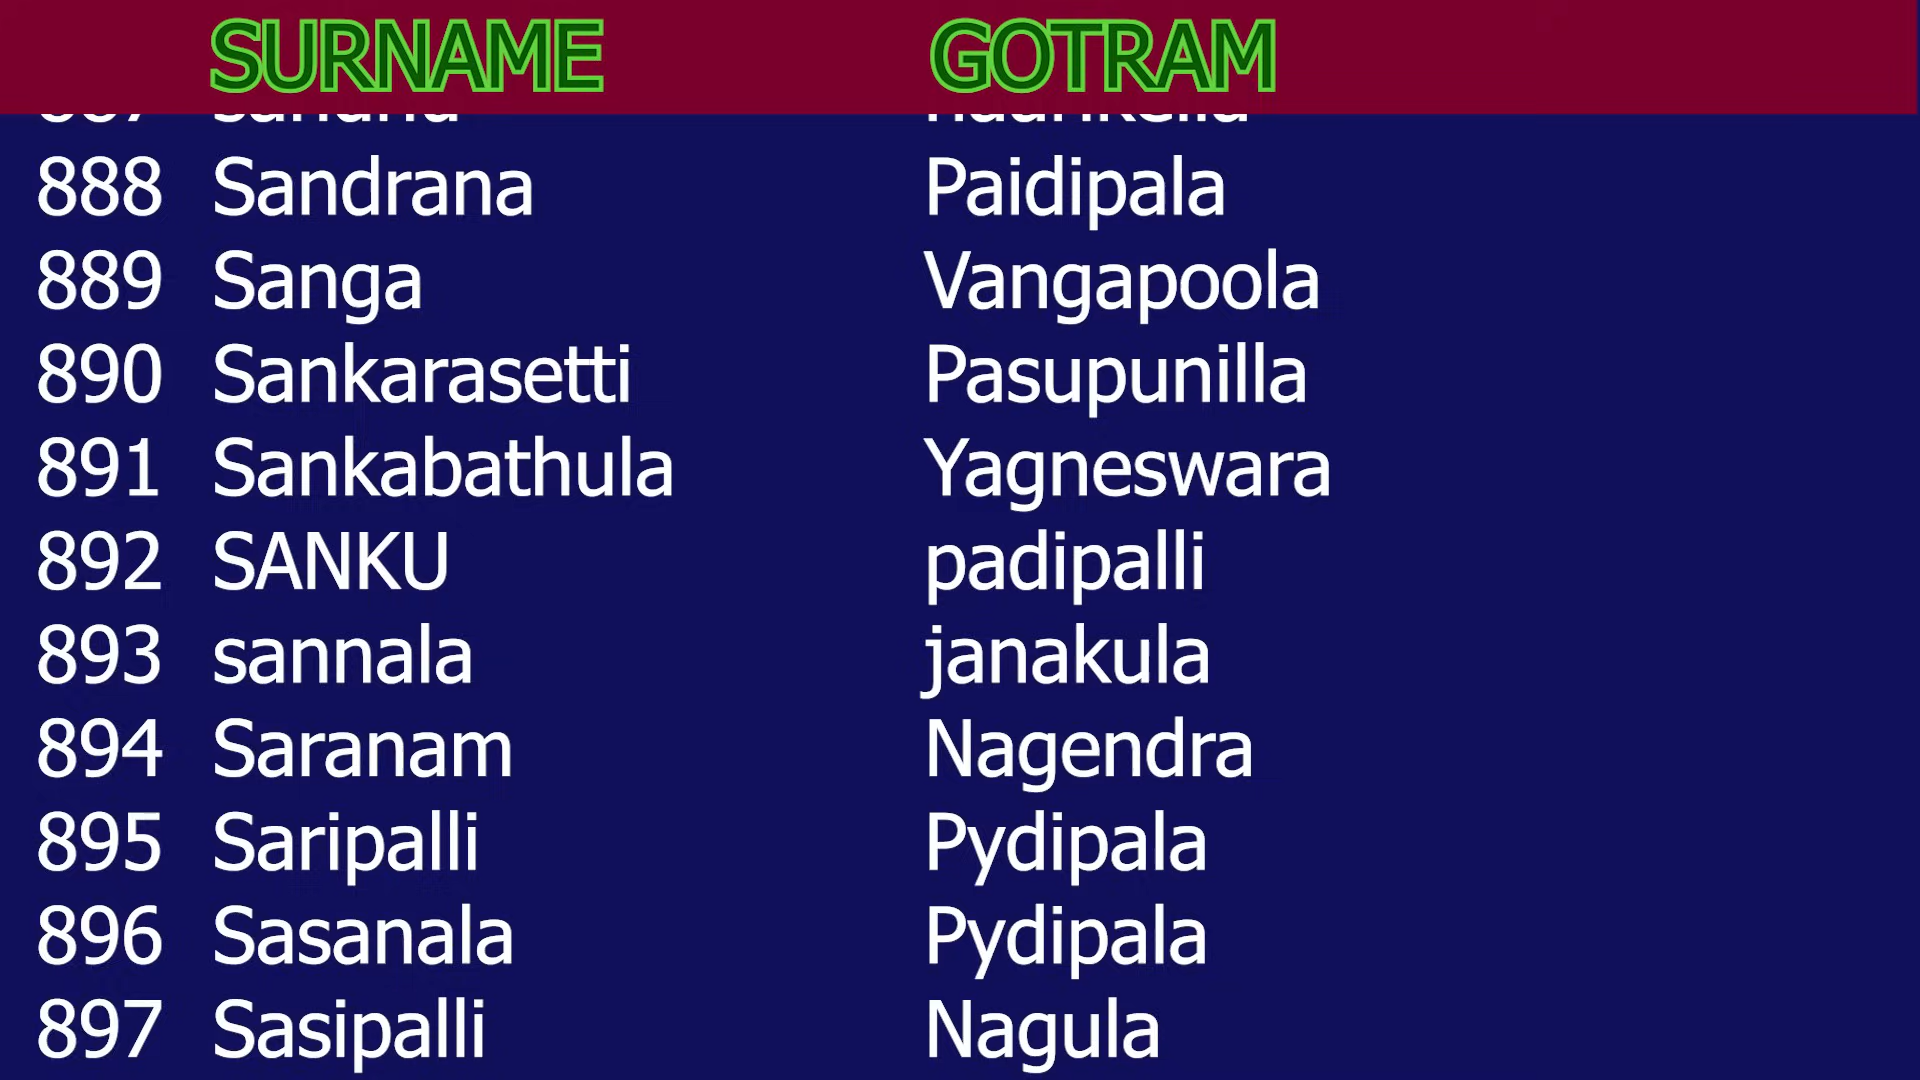 SURNAME GOTRAM
888 Sandrana Paidipala
889 Sanga Vangapoola
890 Sankarasetti Pasupunilla
891 Sankabathula Yagneswara
892 SANKU padipalli
893 sannala janakula
894 Saranam Nagendra
895 Saripalli Pydipala
896 Sasanala Pydipala
897 Sasipalli Nagula